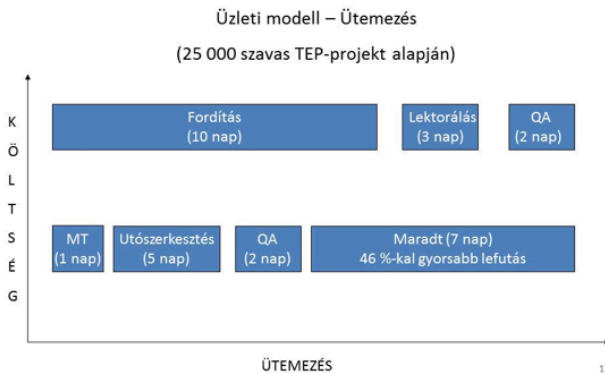 Üzleti modell – Ütemezés
(25 000 szavas TEP-projekt alapján)
K
Ö
L
T
S
É
G
Fordítás
(10 nap)
Lektorálás
(3 nap)
QA
(2 nap)
MT
(1 nap)
Utószerkesztés
(5 nap)
QA
(2 nap)
Maradt (7 nap)
46 %-kal gyorsabb lefutás
ÜTEMEZÉS
1